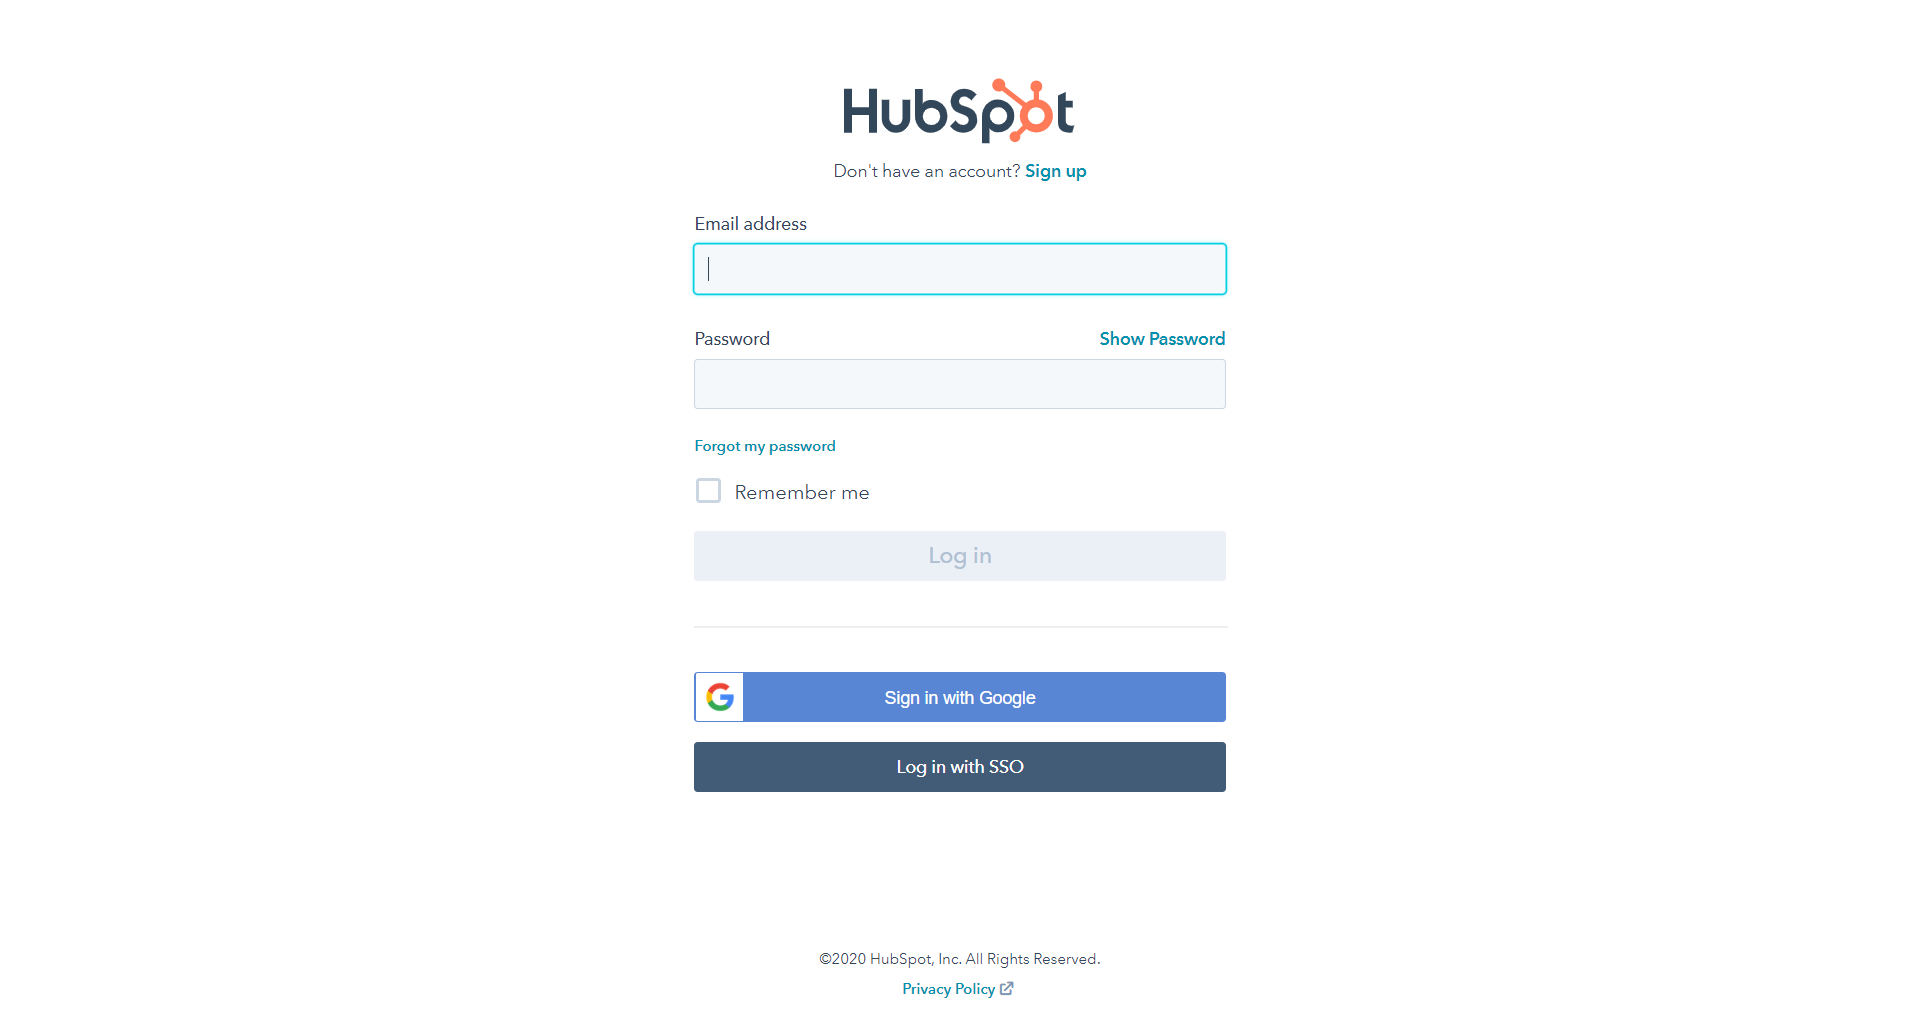 HubSpot
Don't have an account? Sign up
Email address
Password Show Password
Forgot my password
Remember me
Log in
Sign in with Google
Log in with SSO
©2020 HubSpot, Inc. All Rights Reserved.
Privacy Policy